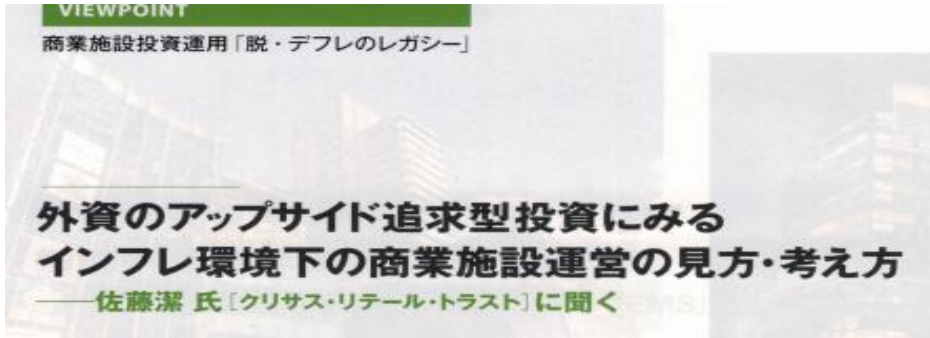 VIEWPOINT
商業施設投資運用「脱・デフレのレガシー」
外資のアップサイド追求型投資にみる
インフレ環境下の商業施設運営の見方・考え方
――佐藤潔 氏[クリサス・リテール・トラスト]に聞く